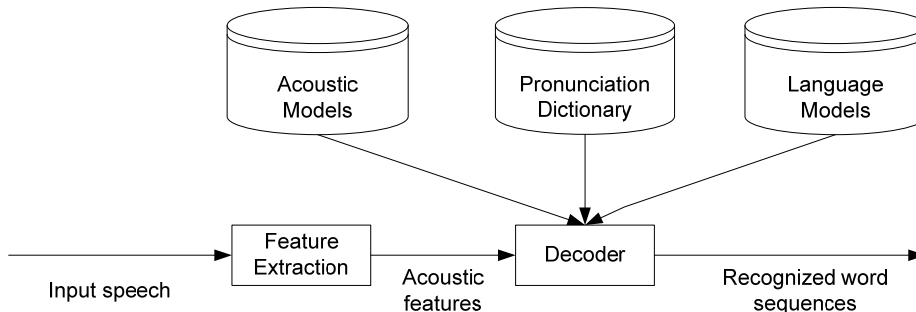 Acoustic
Models
Pronunciation
Dictionary
Language
Models
Feature
Extraction
Decoder
Input speech
Acoustic
features
Recognized word
sequences